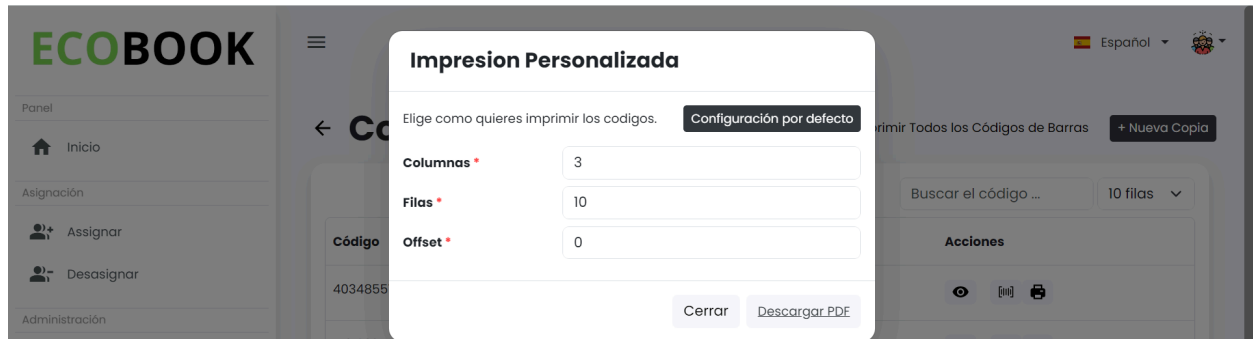 ECOBOOK
Español
Impresion Personalizada
Panel
Elige como quieres imprimir los codigos.
Configuración por defecto
Todos los Códigos de Barras
+ Nueva Copia
Inicio
Columnas *
3
Asignación
Buscar el código ...
10 filas
Filas *
10
Assignar
Código
Offset *
0
Acciones
Desasignar
4034855
Cerrar
Descargar PDF
Administración